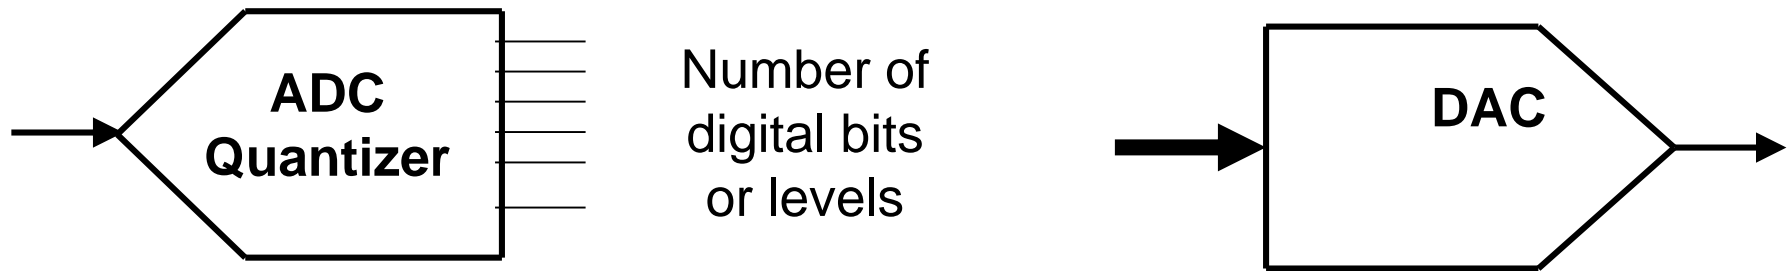 ADC
Quantizer
Number of
digital bits
or levels
DAC